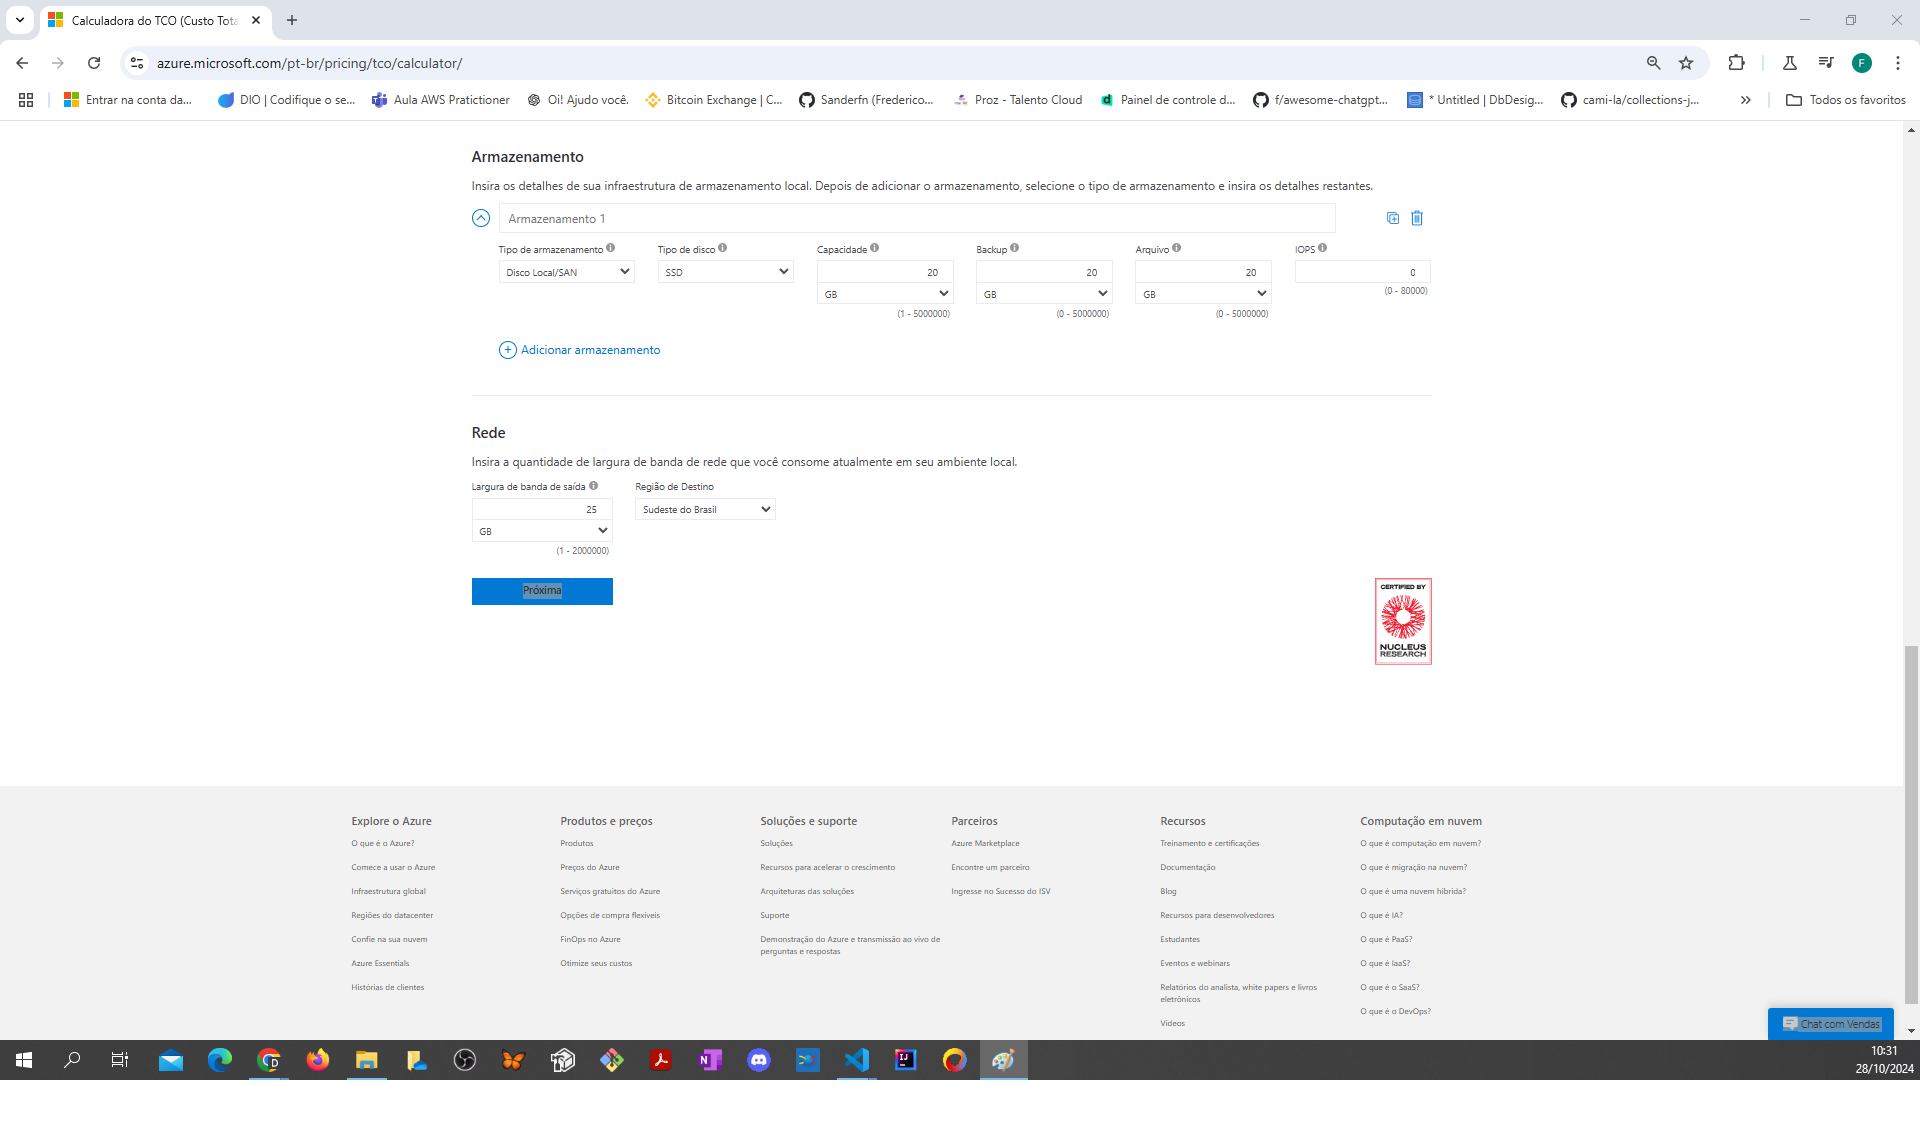 Calculadora do TCO (Custo Tota
azure.microsoft.com/pt-br/pricing/tco/calculator/
F
Entrar na conta da...
DIO | Codifique o se...
Aula AWS Pratictioner
Oi! Ajudo você.
Bitcoin Exchange | C...
Sanderfn (Frederico...
Proz - Talento Cloud
Painel de controle d...
f/awesome-chatgpt...
* Untitled | DbDesig...
cami-la/collections-j...
Todos os favoritos
Armazenamento
Insira os detalhes de sua infraestrutura de armazenamento local. Depois de adicionar o armazenamento, selecione o tipo de armazenamento e insira os detalhes restantes.
Armazenamento 1
Tipo de armazenamento
Tipo de disco
Capacidade
Backup
Arquivo
IOPS
Disco Local/SAN
SSD
20
20
20
0
GB
GB
GB
(0 - 80000)
(1 - 5000000)
(0 - 5000000)
(0 - 5000000)
Adicionar armazenamento
Rede
Insira a quantidade de largura de banda de rede que você consome atualmente em seu ambiente local.
Largura de banda de saída
Região de Destino
25
Sudeste do Brasil
GB
(1 - 2000000)
Próxima
CERTIFIED BY
NUCLEUS
RESEARCH
Explore o Azure
O que é o Azure?
Comece a usar o Azure
Infraestrutura global
Regiões do datacenter
Confie na sua nuvem
Azure Essentials
Histórias de clientes
Produtos e preços
Produtos
Preços do Azure
Serviços gratuitos do Azure
Opções de compra flexíveis
FinOps no Azure
Otimize seus custos
Soluções e suporte
Soluções
Recursos para acelerar o crescimento
Arquiteturas das soluções
Suporte
Demonstração do Azure e transmissão ao vivo de
perguntas e respostas
Parceiros
Azure Marketplace
Encontre um parceiro
Ingresse no Sucesso do ISV
Recursos
Treinamento e certificações
Documentação
Blog
Recursos para desenvolvedores
Estudantes
Eventos e webinars
Relatórios do analista, white papers e livros
eletrônicos
Vídeos
Computação em nuvem
O que é computação em nuvem?
O que é migração na nuvem?
O que é uma nuvem híbrida?
O que é IA?
O que é PaaS?
O que é IaaS?
O que é o SaaS?
O que é o DevOps?
Chat com Vendas
10:31
28/10/2024